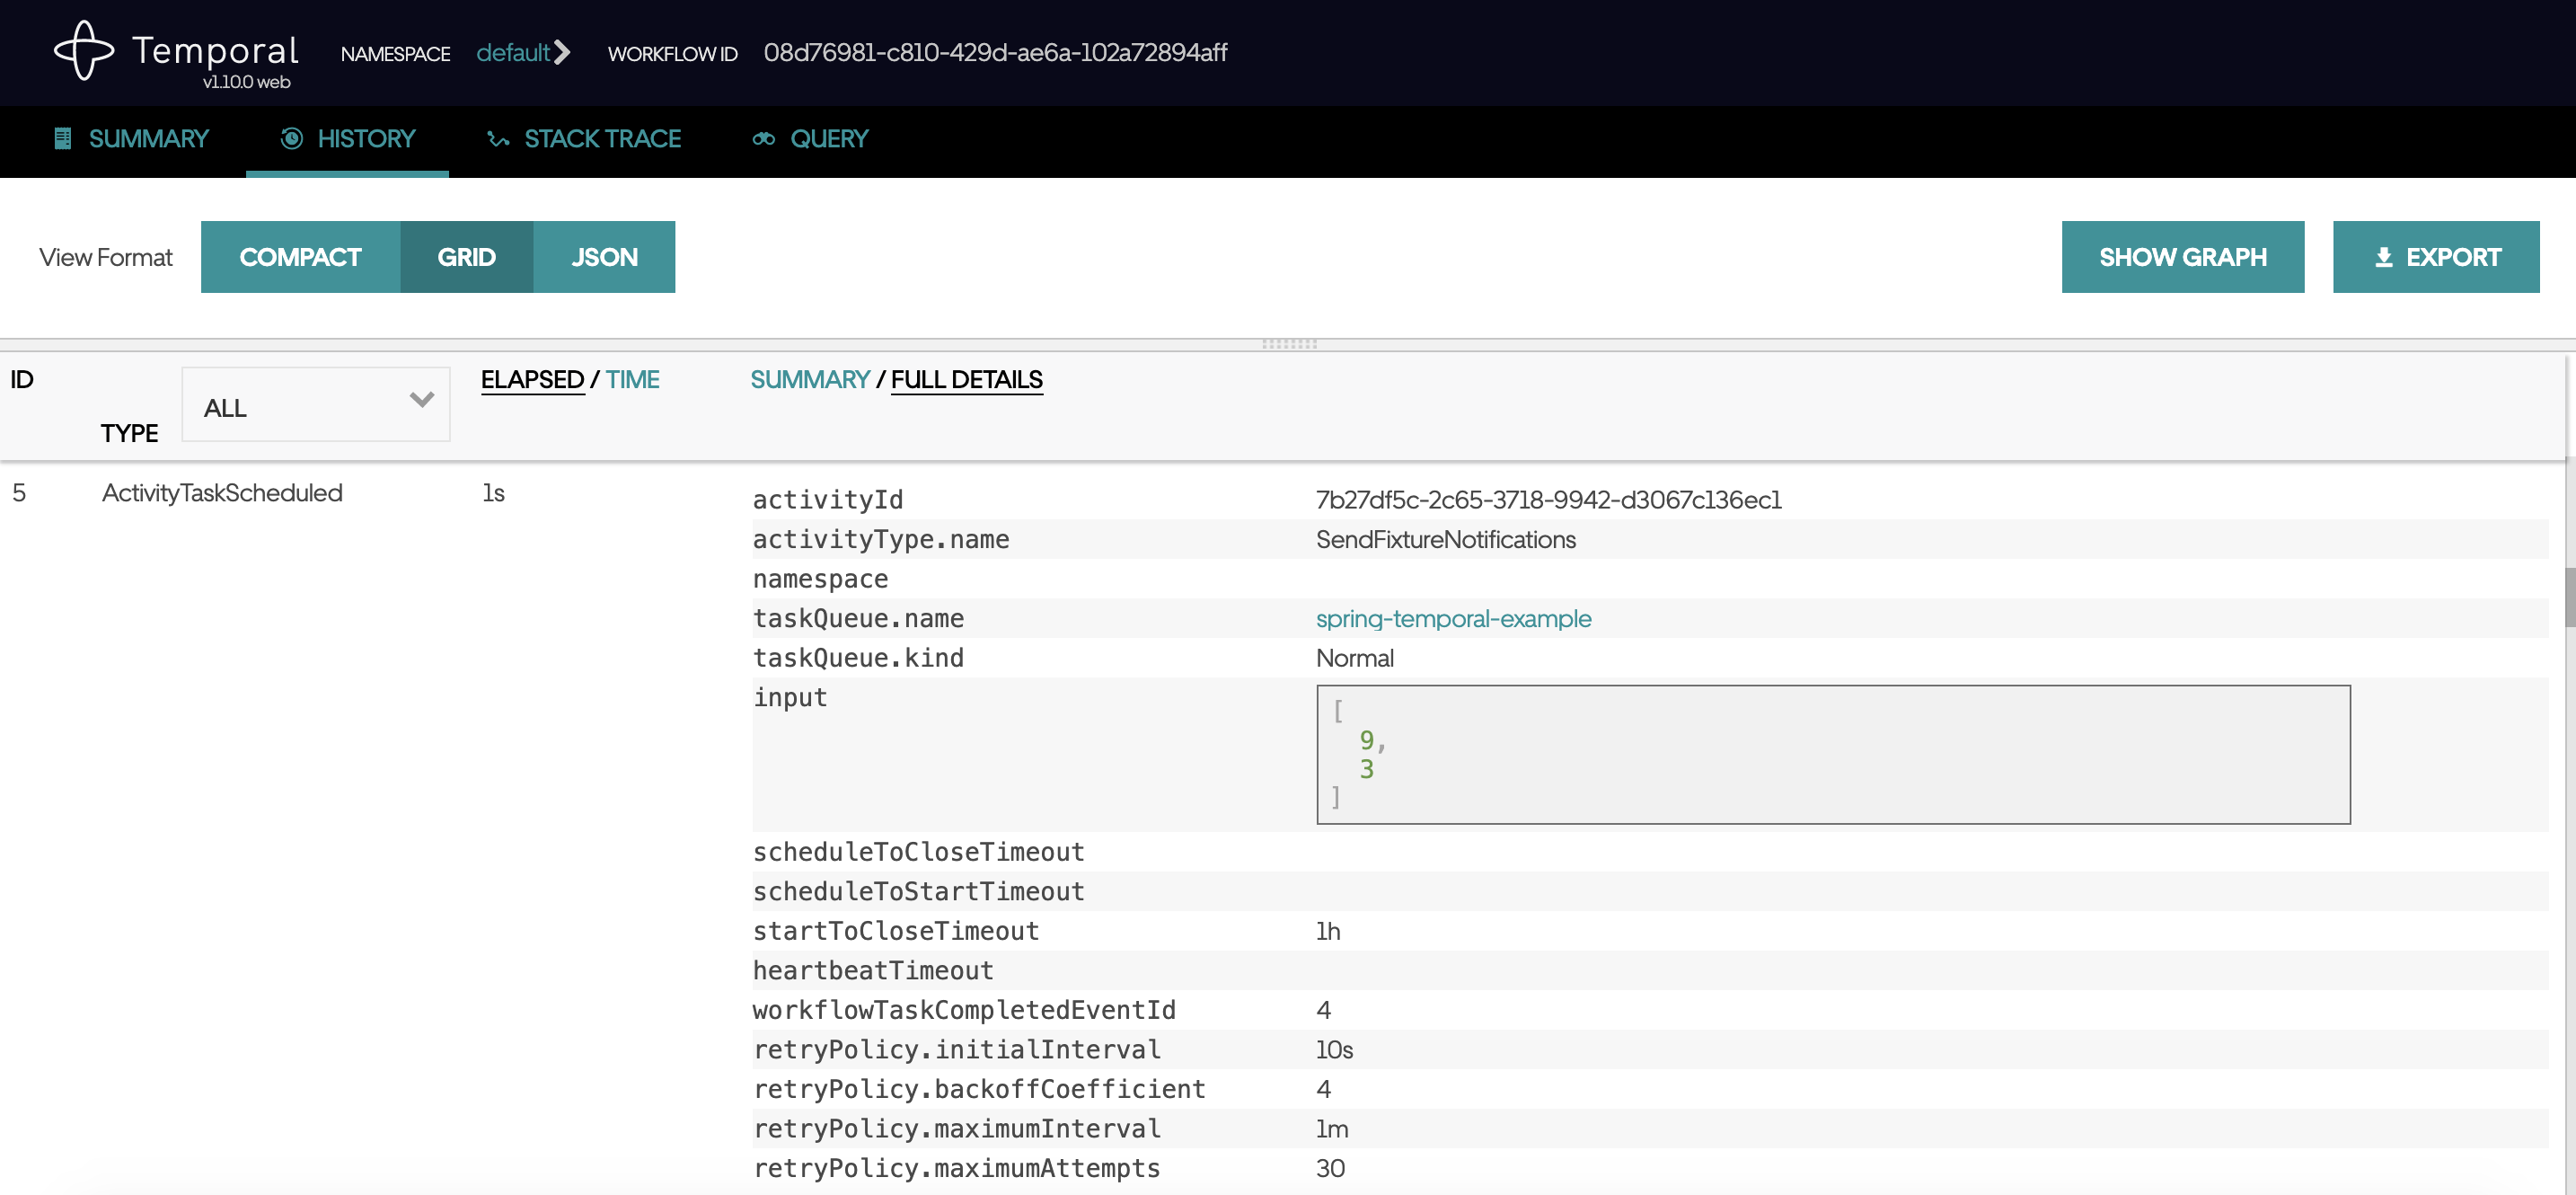 Temporal
v1.10.0 web
NAMESPACE default WORKFLOW ID 08d76981-c810-429d-ae6a-102a72894aff
SUMMARY HISTORY STACK TRACE QUERY
View Format COMPACT GRID JSON SHOW GRAPH EXPORT
ID TYPE ALL ELAPSED / TIME SUMMARY / FULL DETAILS
5 ActivityTaskScheduled 1s
activityId 7b27df5c-2c65-3718-9942-d3067c136ec1
activityType.name SendFixtureNotifications
namespace
taskQueue.name spring-temporal-example
taskQueue.kind Normal
input
[
9,
3
]
scheduleToCloseTimeout
scheduleToStartTimeout
startToCloseTimeout 1h
heartbeatTimeout
workflowTaskCompletedEventId 4
retryPolicy.initialInterval 10s
retryPolicy.backoffCoefficient 4
retryPolicy.maximumInterval 1m
retryPolicy.maximumAttempts 30